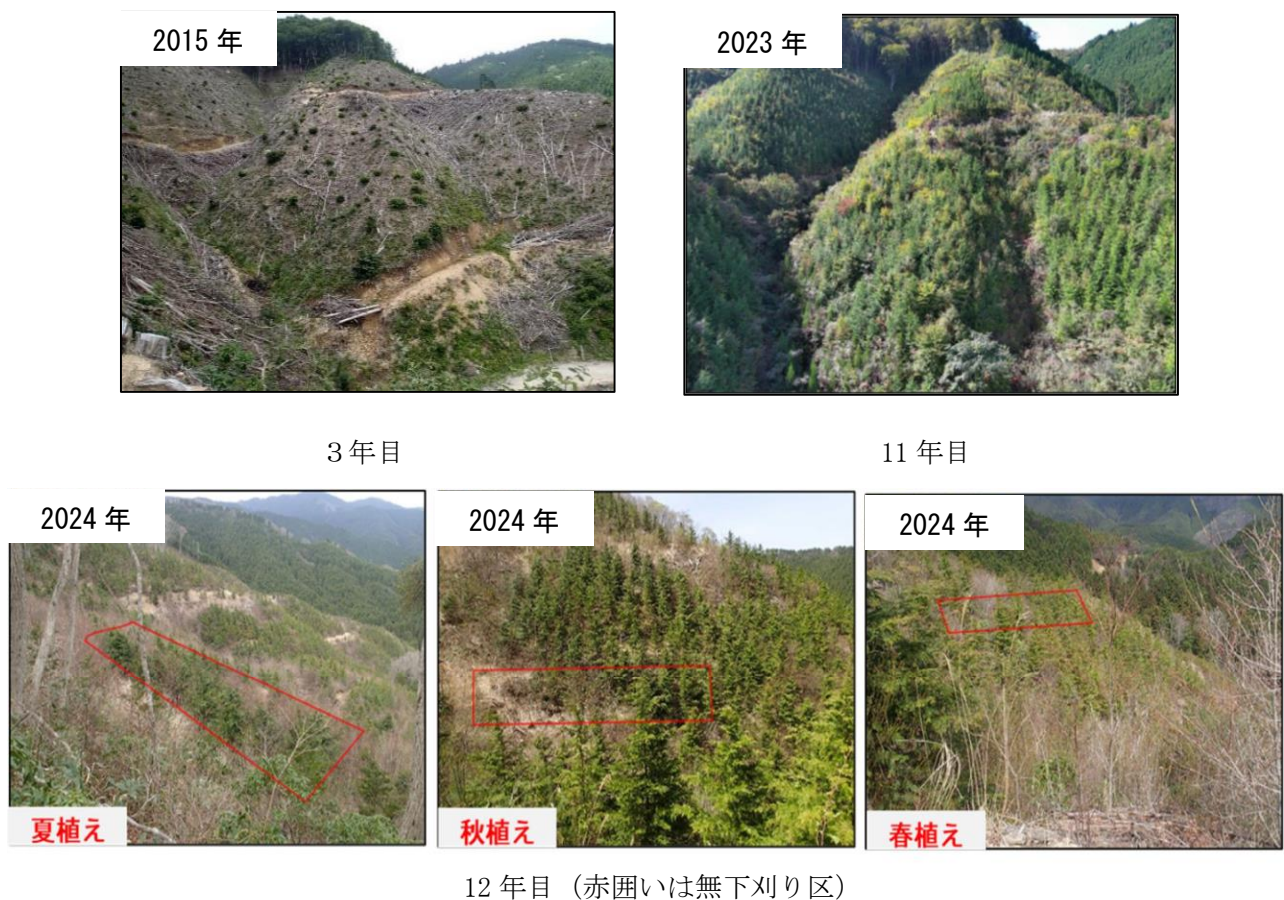 2015 年
2023 年
３年目
11 年目
2024 年
2024 年
2024 年
夏植え
秋植え
春植え
12 年目（赤囲いは無下刈り区）